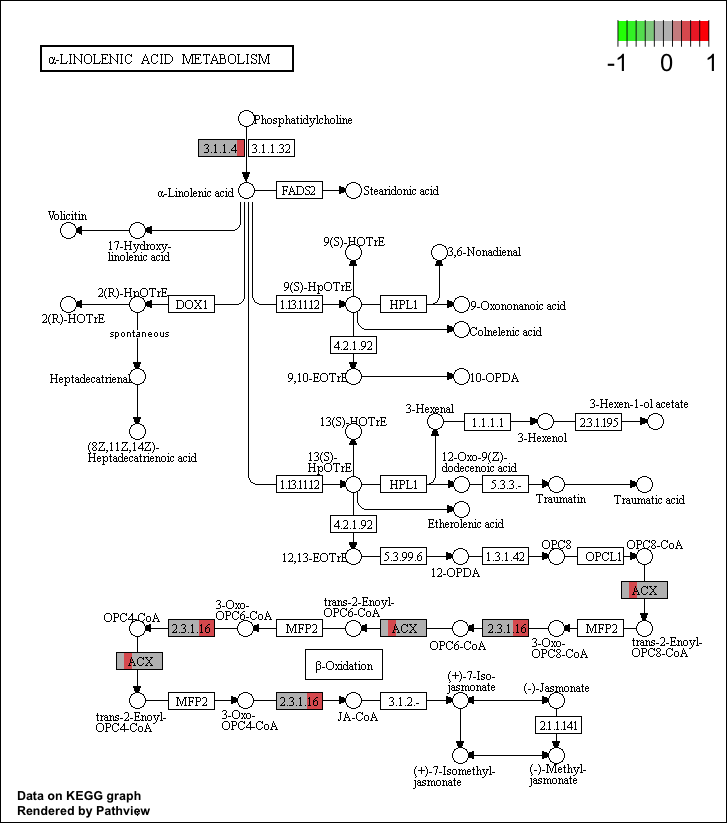 -1 0 1
α-LINOLENIC ACID METABOLISM
Phosphatidylcholine
3.1.1.4 3.1.1.32
α-Linolenic acid
FADS2
Stearidonic acid
Volicitin
17-Hydroxy-
linolenic acid
9(S)-HOTrE
3,6-Nonadienal
2(R)-HpOTrE
DOX1
2(R)-HOTrE
9(S)-HpOTrE
1.13.11.12
HPL1
9-Oxononanoic acid
Colnelenic acid
spontaneous
4.2.1.92
Heptadecatrienal
9,10-EOTrE
10-OPDA
(8Z,11Z,14Z)-
Heptadecatrienoic acid
13(S)-HOTrE
3-Hexenal
1.1.1.1
3-Hexenol
2.3.1.195
3-Hexen-1-ol acetate
13(S)-
HpOTrE
1.13.11.12
HPL1
12-Oxo-9(Z)-
dodecenoic acid
5.3.3.-
Traumatin
Traumatic acid
Etherolenic acid
4.2.1.92
12,13-EOTrE
5.3.99.6
12-OPDA
1.3.1.42
OPC8
OPCL1
OPC8-CoA
ACX
OPC4-CoA
2.3.1.16
3-Oxo-
OPC6-CoA
MFP2
trans-2-Enoyl-
OPC6-CoA
ACX
OPC6-CoA
2.3.1.16
3-Oxo-
OPC8-CoA
MFP2
trans-2-Enoyl-
OPC8-CoA
ACX
β-Oxidation
trans-2-Enoyl-
OPC4-CoA
MFP2
3-Oxo-
OPC4-CoA
2.3.1.16
JA-CoA
3.1.2.-
(+)-7-Iso-
jasmonate
(-)-Jasmonate
2.1.1.141
(+)-7-Isomethyl-
jasmonate
(-)-Methyl-
jasmonate
Data on KEGG graph
Rendered by Pathview